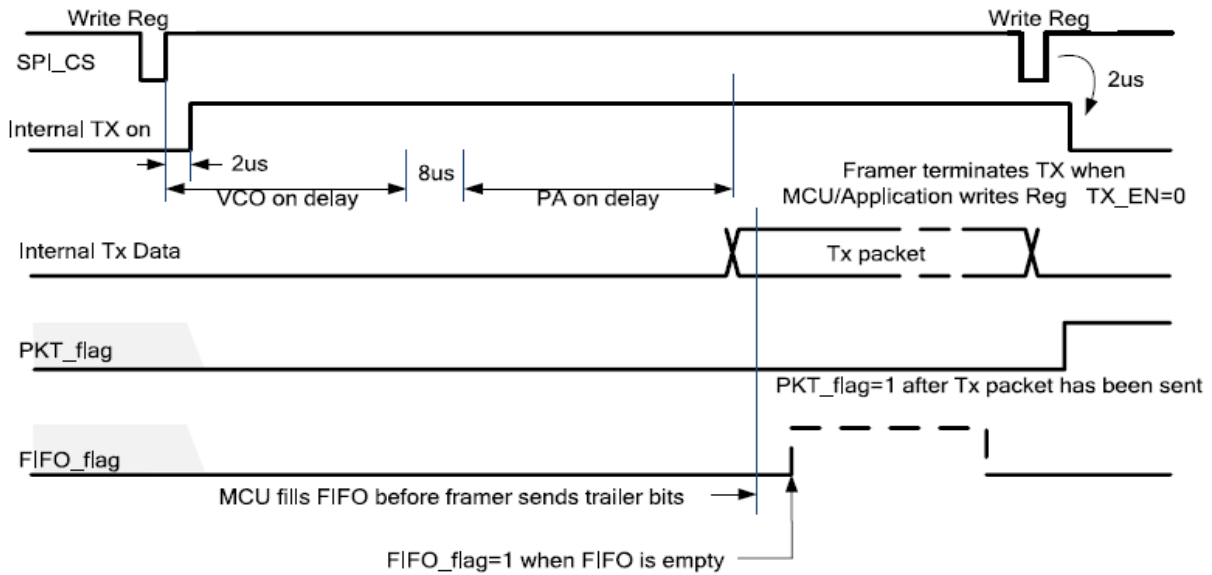 Write Reg
Write Reg
SPI_CS
2us
Internal TX on
2us
8us
Framer terminates TX when
VCO on delay
PA on delay
MCU/Application writes Reg TX_EN=0
Internal Tx Data
Tx packet
PKT_flag
PKT_flag=1 after Tx packet has been sent
FIFO_flag
MCU fills FIFO before framer sends trailer bits
FIFO_flag=1 when FIFO is empty